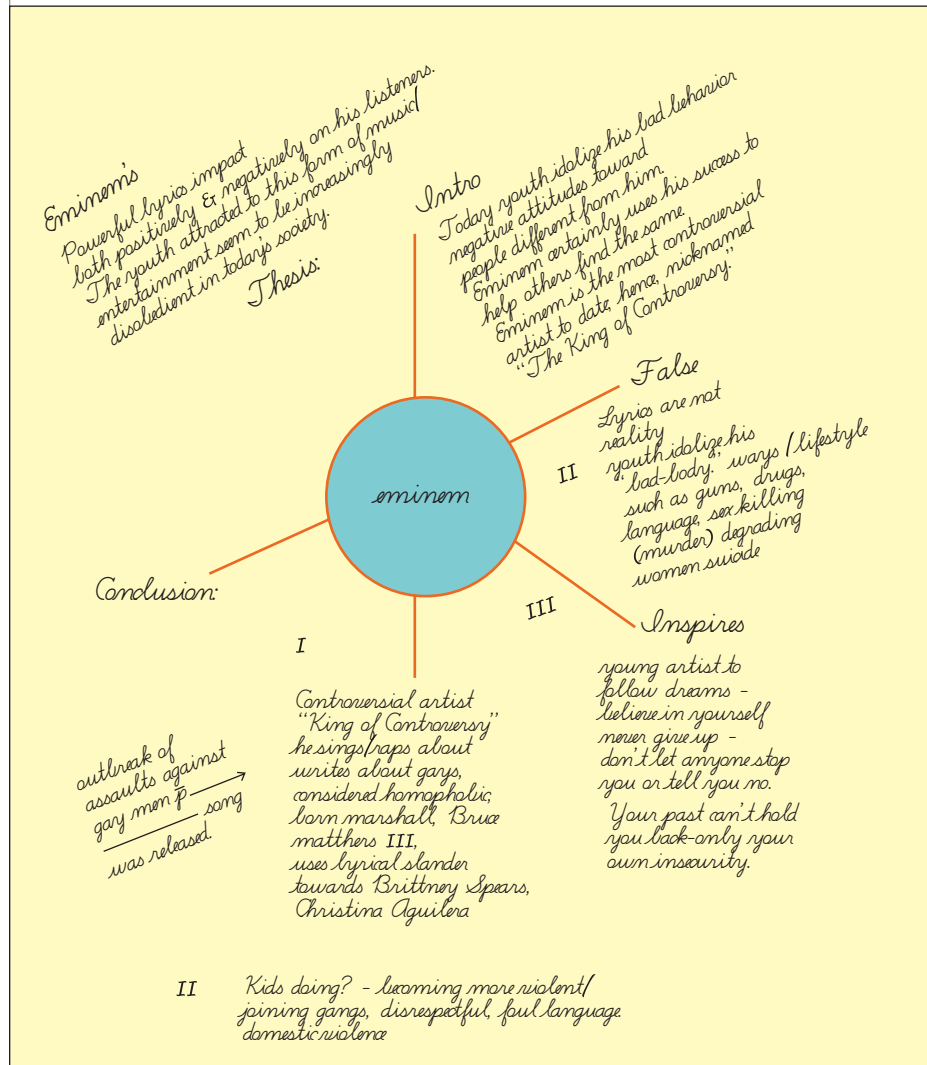 Eminem's
Powerful lyrics impact
both positively & negatively on his listeners.
The youth attracted to this form of music/
entertainment seem to be increasingly
disobedient in today's society.
Thesis:
Intro
Today youth idolize his bad behavior
negative attitudes toward
people different from him.
Eminem certainly uses his success to
help others find the same.
Eminem is the most controversial
artist to date, hence, nicknamed
"The King of Controversy."
False
II
Lyrics are not
reality
youth idolize his
"bad-body." ways / lifestyle
such as guns, drugs,
language, sex killing
(murder) degrading
women suicide
eminem
Conclusion:
III
Inspires
young artist to
follow dreams -
believe in yourself
never give up -
don't let anyone stop
you or tell you no.
Your past can't hold
you back-only your
own insecurity.
I
Controversial artist
"King of Controversy"
he sings/raps about
writes about gays,
considered homophobic,
born marshall, Bruce
matthers III,
uses lyrical slander
towards Brittney Spears,
Christina Aguilera
outbreak of
assaults against
gay men p̄
song
was released.
II
Kids doing? - becoming more violent/
joining gangs, disrespectful, foul language
domestic violence